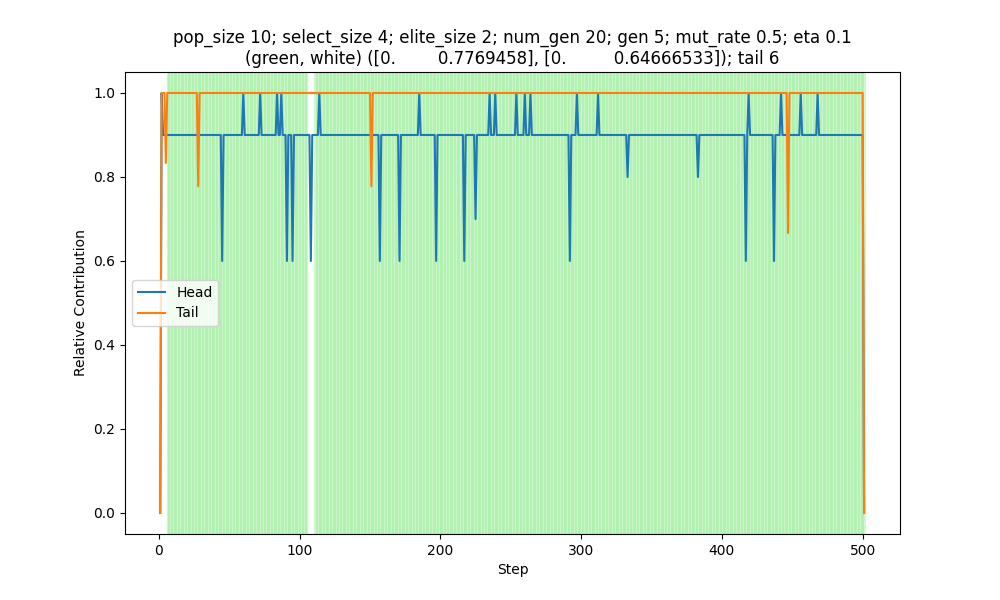 pop_size 10; select_size 4; elite_size 2; num_gen 20; gen 5; mut_rate 0.5; eta 0.1
(green, white) ([0. 0.7769458], [0. 0.64666533]); tail 6
1.0
0.8
0.6
0.4
0.2
0.0
Relative Contribution
Head
Tail
0
100
200
300
400
500
Step